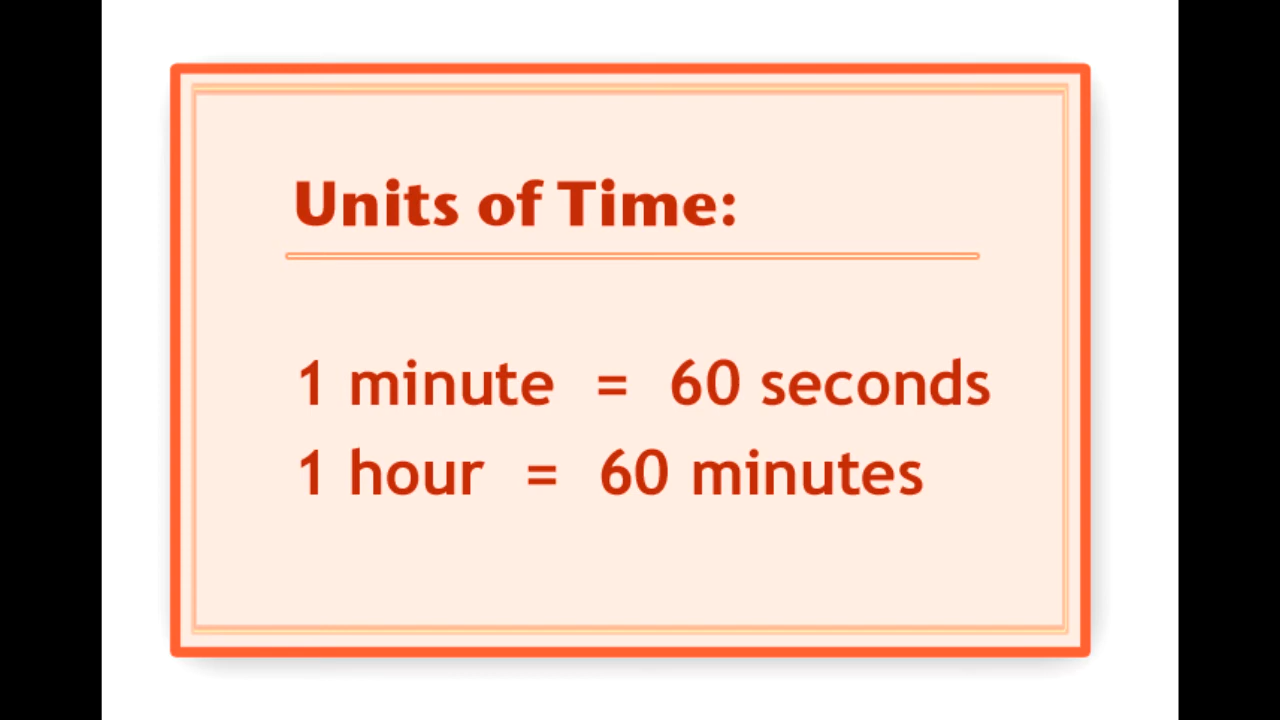 Units of Time:
1 minute = 60 seconds
1 hour = 60 minutes